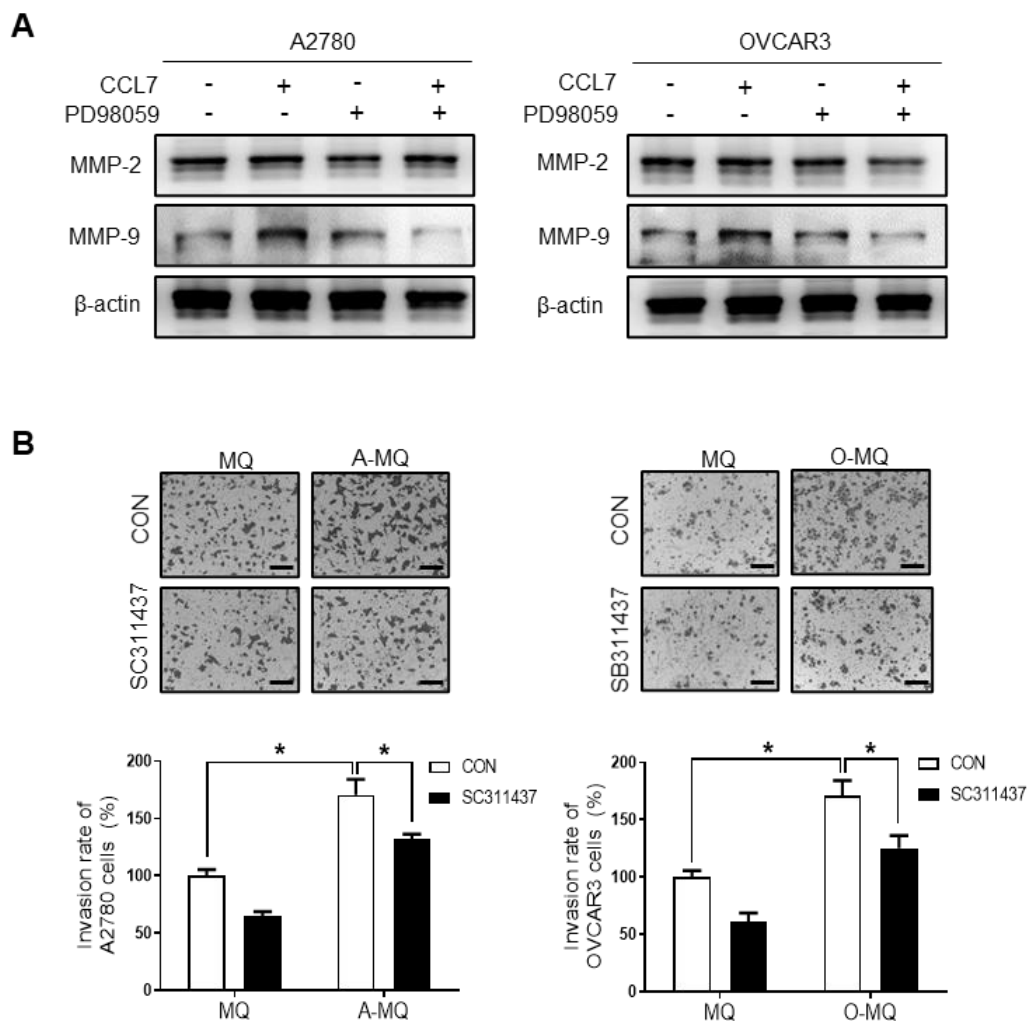 A
A2780
CCL7 - + - +
PD98059 - - + +
MMP-2
MMP-9
β-actin
OVCAR3
CCL7 - + - +
PD98059 - - + +
MMP-2
MMP-9
β-actin
B
MQ A-MQ
CON
SC311437
MQ O-MQ
CON
SB311437
Invasion rate of
A2780 cells (%)
200
150
100
50
0
* *
CON
SC311437
MQ A-MQ
Invasion rate of
OVCAR3 cells (%)
200
150
100
50
0
* *
CON
SC311437
MQ O-MQ